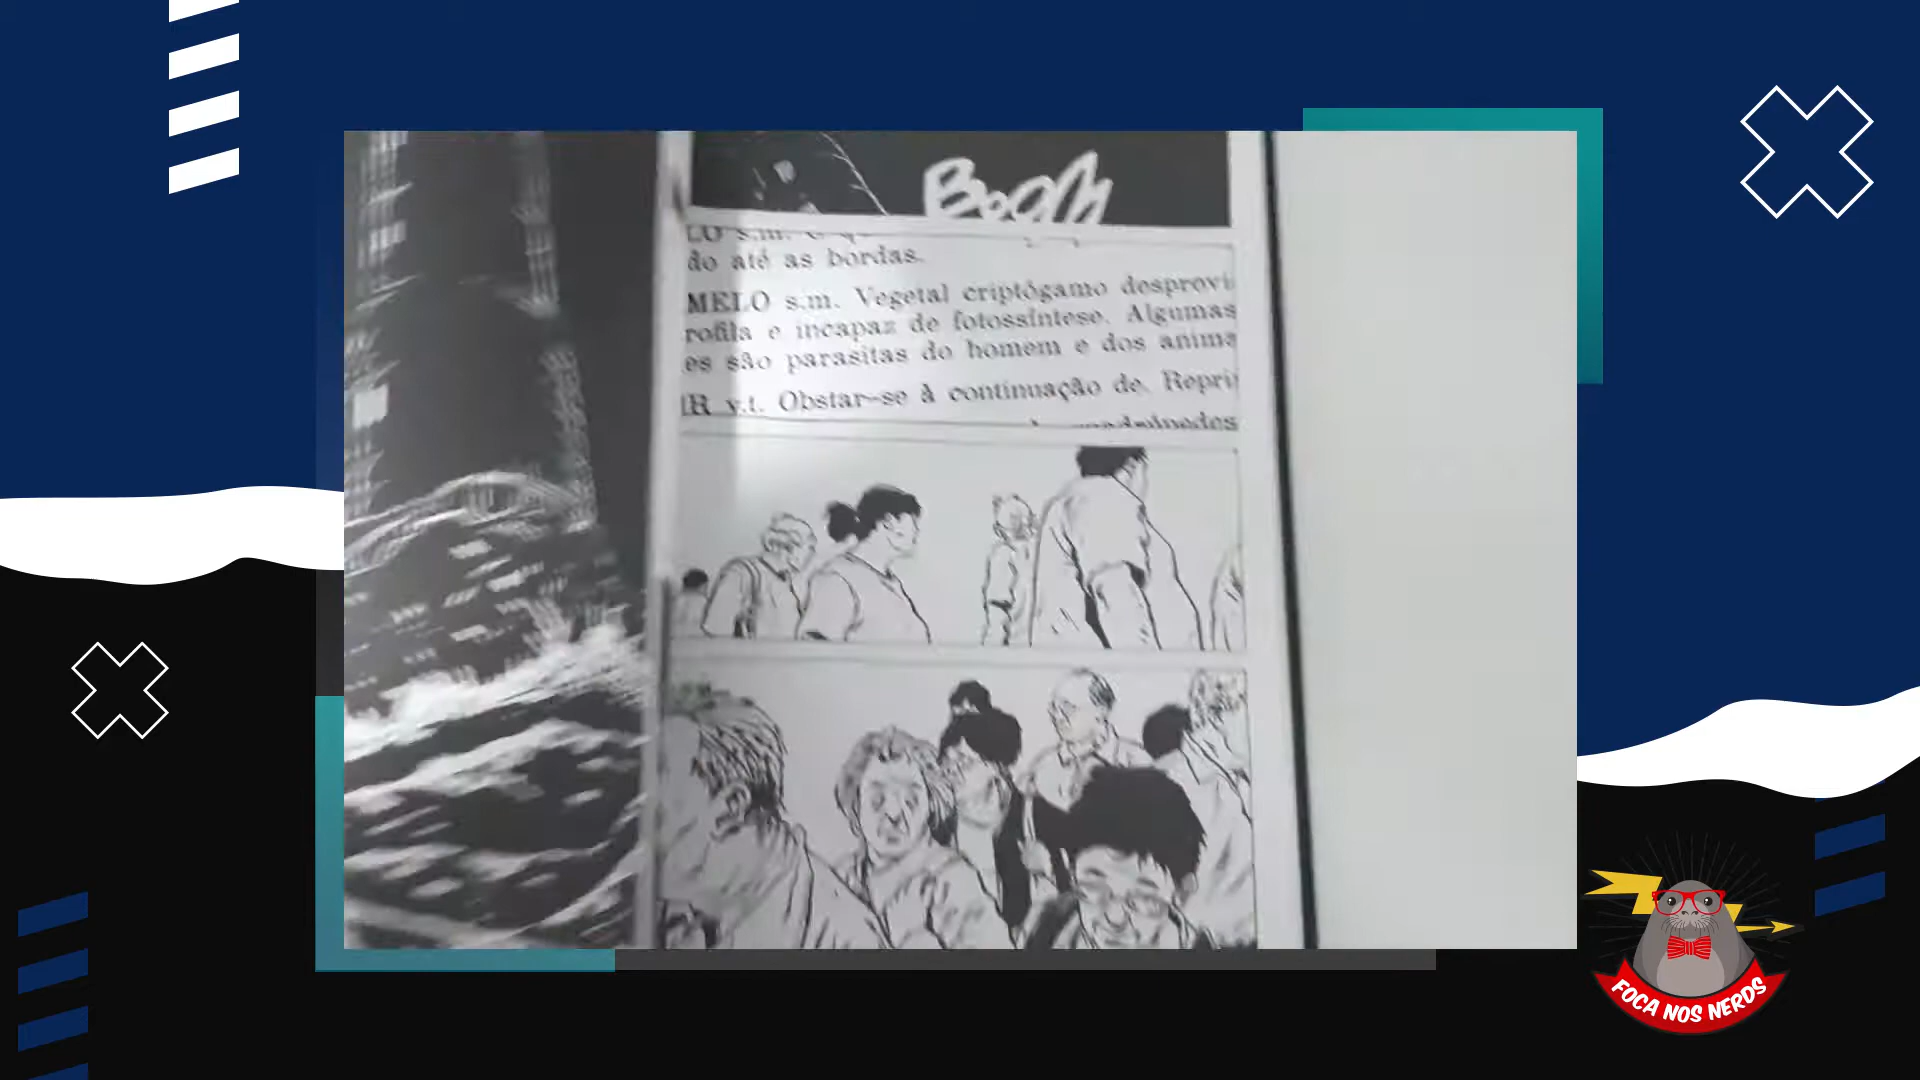 BOOM
do até as bordas.
MELO s.m. Vegetal criptógamo desprovi
rofila e incapaz de fotossíntese. Algumas
es são parasitas do homem e dos anima
IR v.t. Obstar-se à continuação de. Repri
FOCA NOS NERDS